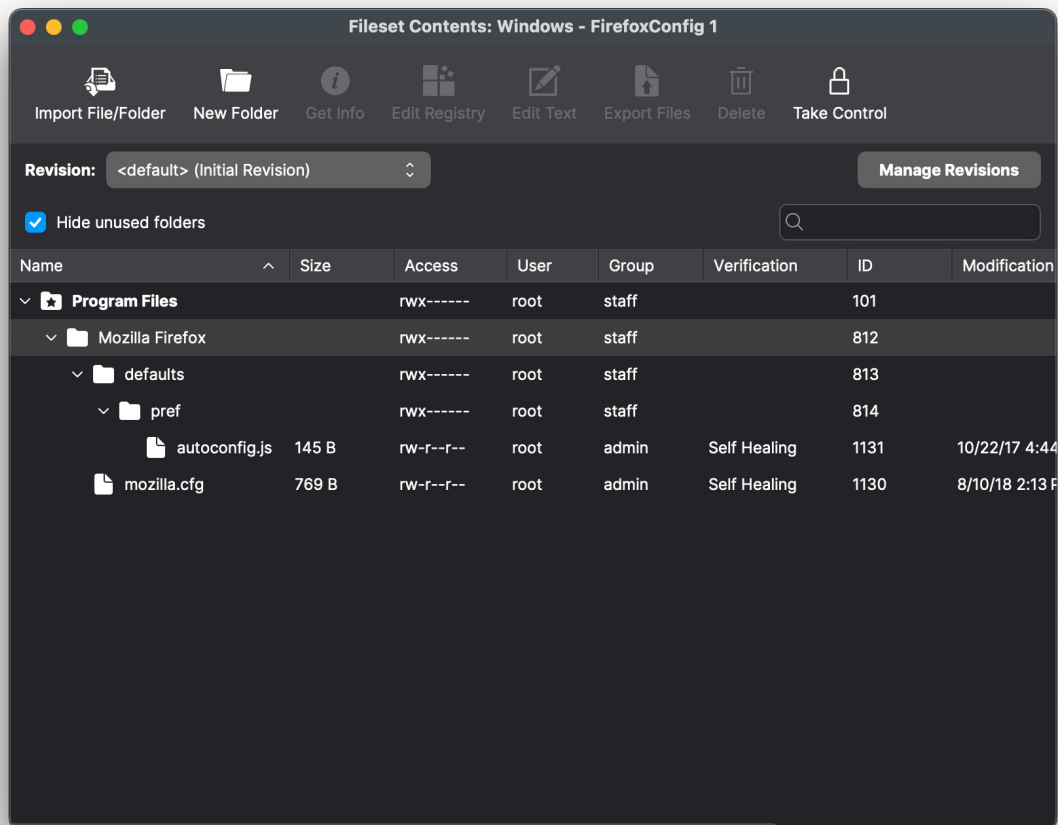 Fileset Contents: Windows - FirefoxConfig 1
Import File/Folder New Folder Get Info Edit Registry Edit Text Export Files Delete Take Control
Revision: <default> (Initial Revision) Manage Revisions
Hide unused folders
Name Size Access User Group Verification ID Modification
Program Files rwx------ root staff 101
Mozilla Firefox rwx------ root staff 812
defaults rwx------ root staff 813
pref rwx------ root staff 814
autoconfig.js 145 B rw-r--r-- root admin Self Healing 1131 10/22/17 4:44
mozilla.cfg 769 B rw-r--r-- root admin Self Healing 1130 8/10/18 2:13